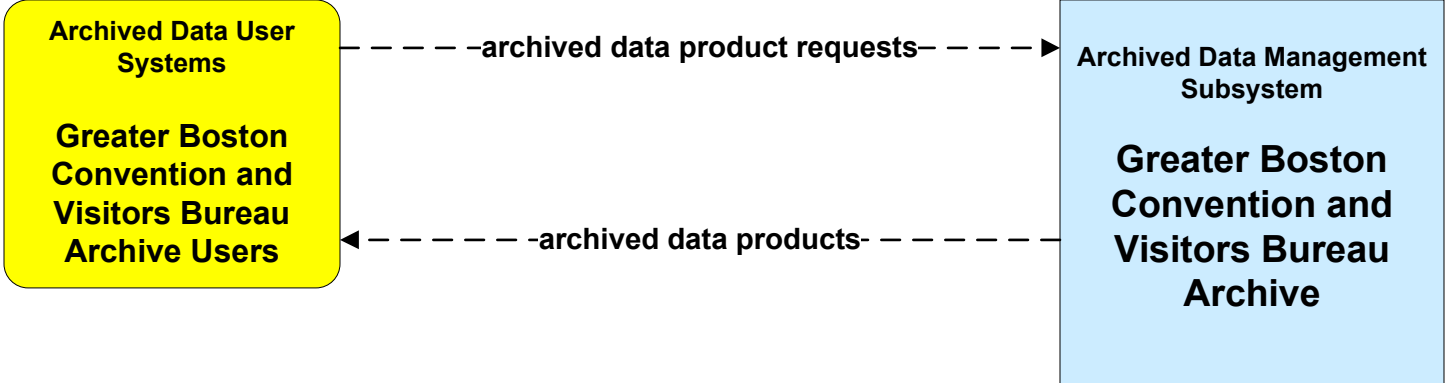 Archived Data User
Systems
Greater Boston
Convention and
Visitors Bureau
Archive Users
archived data product requests
archived data products
Archived Data Management
Subsystem
Greater Boston
Convention and
Visitors Bureau
Archive